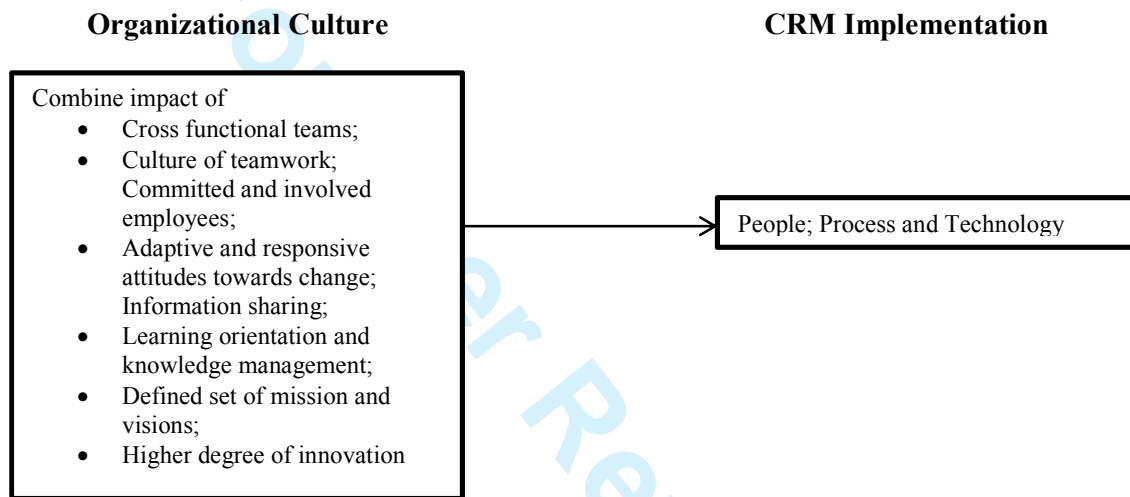 Organizational Culture
CRM Implementation
Combine impact of
• Cross functional teams;
• Culture of teamwork;
Committed and involved
employees;
• Adaptive and responsive
attitudes towards change;
Information sharing;
• Learning orientation and
knowledge management;
• Defined set of mission and
visions;
• Higher degree of innovation
People; Process and Technology